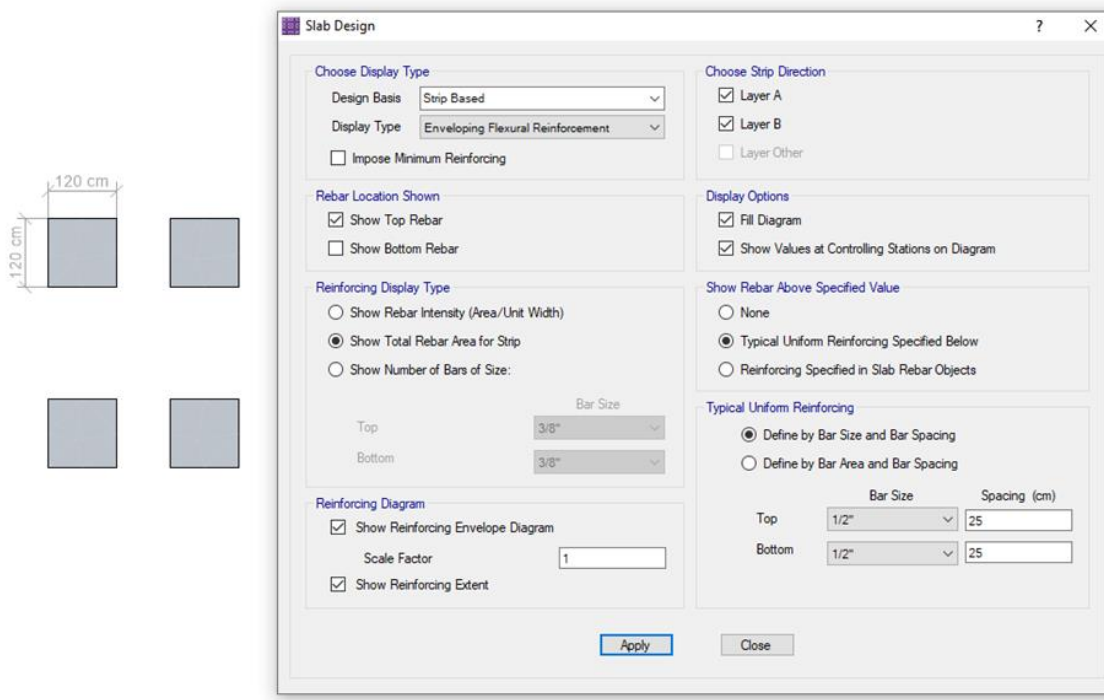 120 cm
120 cm
Slab Design
?
Choose Display Type
Design Basis Strip Based
Display Type Enveloping Flexural Reinforcement
Impose Minimum Reinforcing
Rebar Location Shown
Show Top Rebar
Show Bottom Rebar
Reinforcing Display Type
Show Rebar Intensity (Area/Unit Width)
Show Total Rebar Area for Strip
Show Number of Bars of Size:
Bar Size
Top 3/8"
Bottom 3/8"
Reinforcing Diagram
Show Reinforcing Envelope Diagram
Scale Factor 1
Show Reinforcing Extent
Choose Strip Direction
Layer A
Layer B
Layer Other
Display Options
Fill Diagram
Show Values at Controlling Stations on Diagram
Show Rebar Above Specified Value
None
Typical Uniform Reinforcing Specified Below
Reinforcing Specified in Slab Rebar Objects
Typical Uniform Reinforcing
Define by Bar Size and Bar Spacing
Define by Bar Area and Bar Spacing
Bar Size Spacing (cm)
Top 1/2" 25
Bottom 1/2" 25
Apply Close